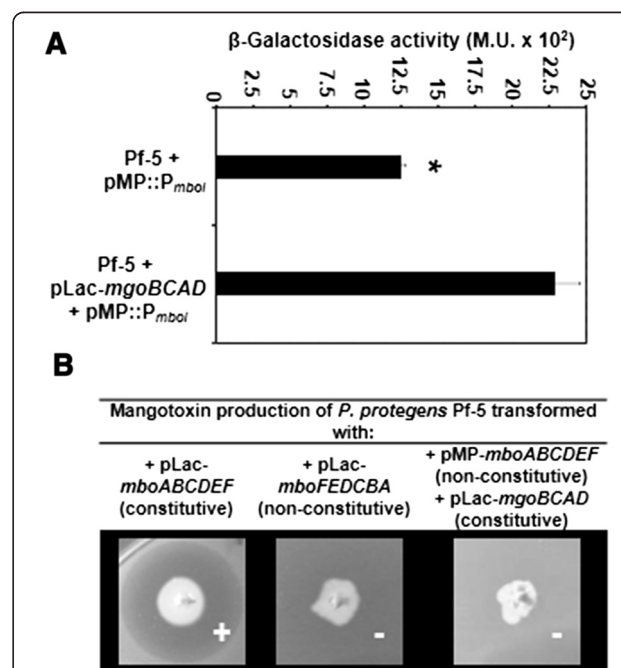 A
β-Galactosidase activity (M.U. x 10²)
0 2.5 5 7.5 10 12.5 15 17.5 20 22.5 25
Pf-5 +
pMP::PmboI
*
Pf-5 +
pLac-mgoBCAD
+ pMP::PmboI
B
Mangotoxin production of P. protegens Pf-5 transformed
with:
+ pLac-
mboABCDEF
(constitutive)
+ pLac-
mboFEDCBA
(non-constitutive)
+ pMP-mboABCDEF
(non-constitutive)
+ pLac-mgoBCAD
(constitutive)
+
-
-